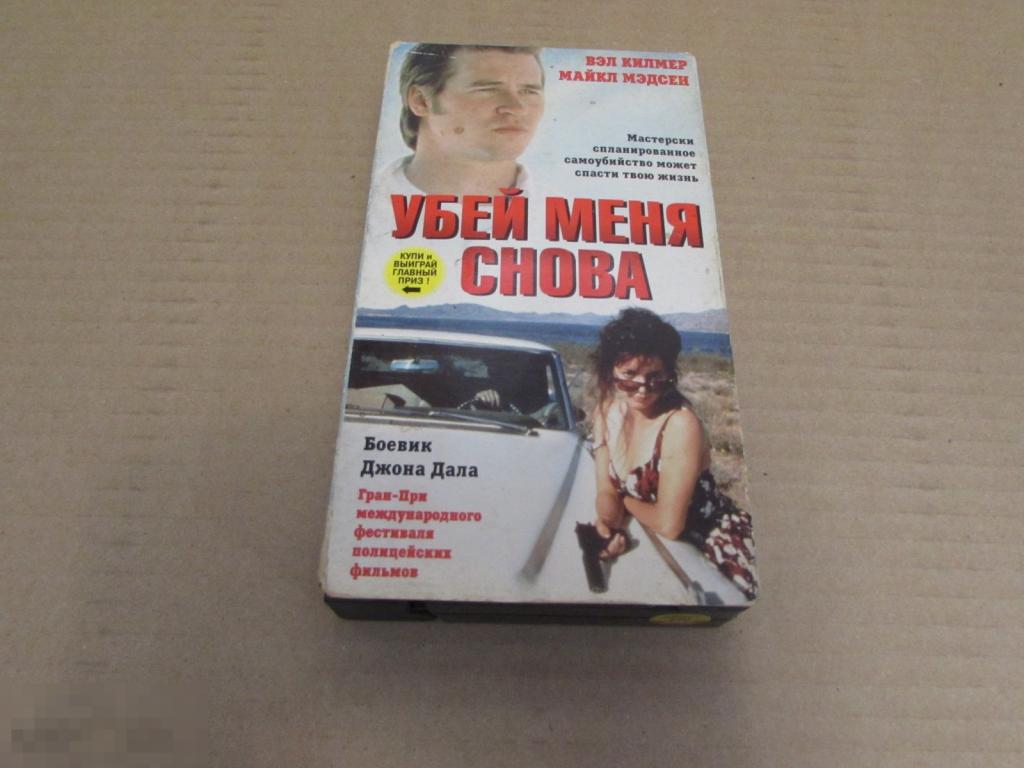 ВЭЛ КИЛМЕР
МАЙКЛ МЭДСЕН
Мастерски
спланированное
самоубийство может
спасти твою жизнь
УБЕЙ МЕНЯ
СНОВА
КУПИ и
ВЫИГРАЙ
ГЛАВНЫЙ
ПРИЗ !
Боевик
Джона Дала
Гран-При
международного
фестиваля
полицейских
фильмов